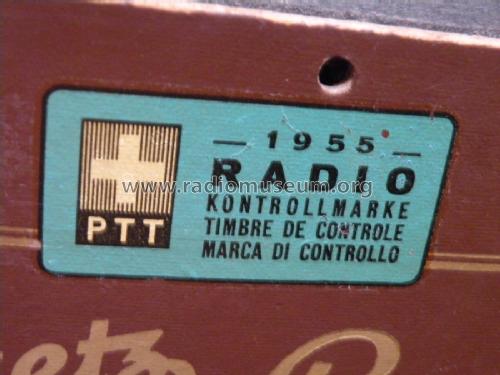 — 1955 —
RADIO
KONTROLLMARKE
TIMBRE DE CONTROLE
MARCA DI CONTROLLO
PTT
www.radiomuseum.org